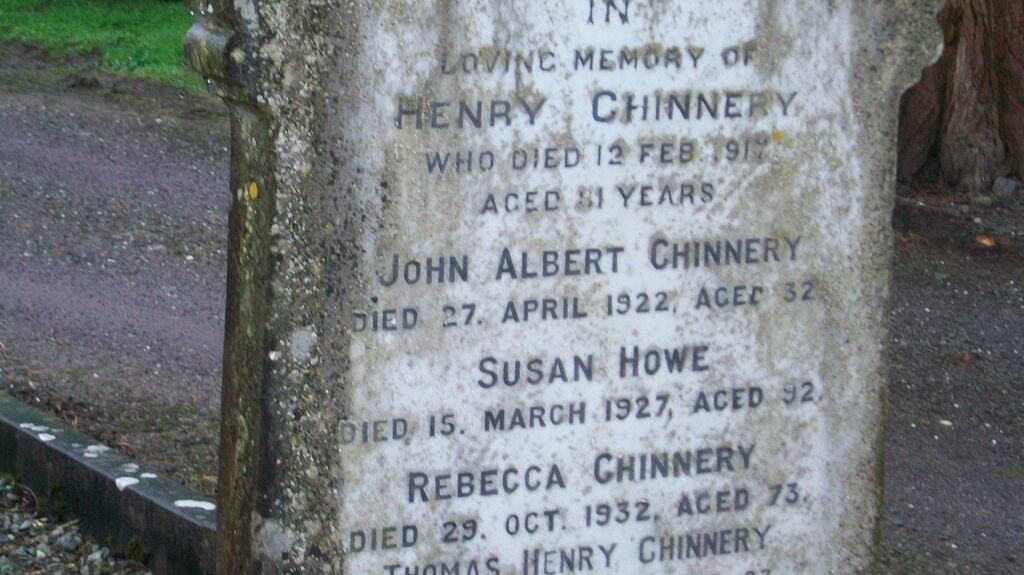 IN
LOVING MEMORY OF
HENRY CHINNERY
WHO DIED 12 FEB
AGED 81 YEARS
JOHN ALBERT CHINNERY
DIED 27. APRIL 1922, AGED 32
SUSAN HOWE
DIED 15. MARCH 1927, AGED 92.
REBECCA CHINNERY
DIED 29. OCT. 1932, AGED 73.
THOMAS HENRY CHINNERY